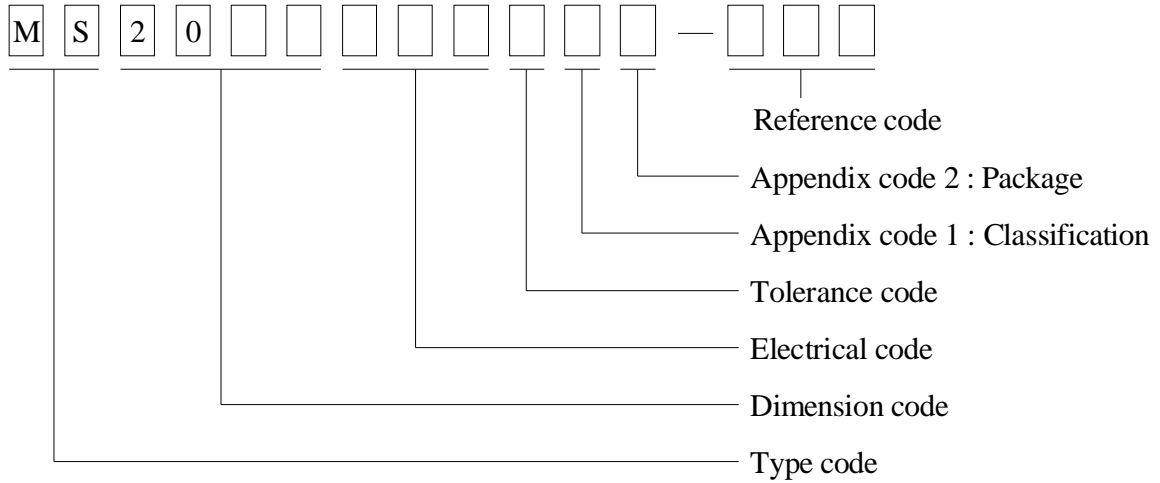 M S 2 0 —
Reference code
Appendix code 2 : Package
Appendix code 1 : Classification
Tolerance code
Electrical code
Dimension code
Type code